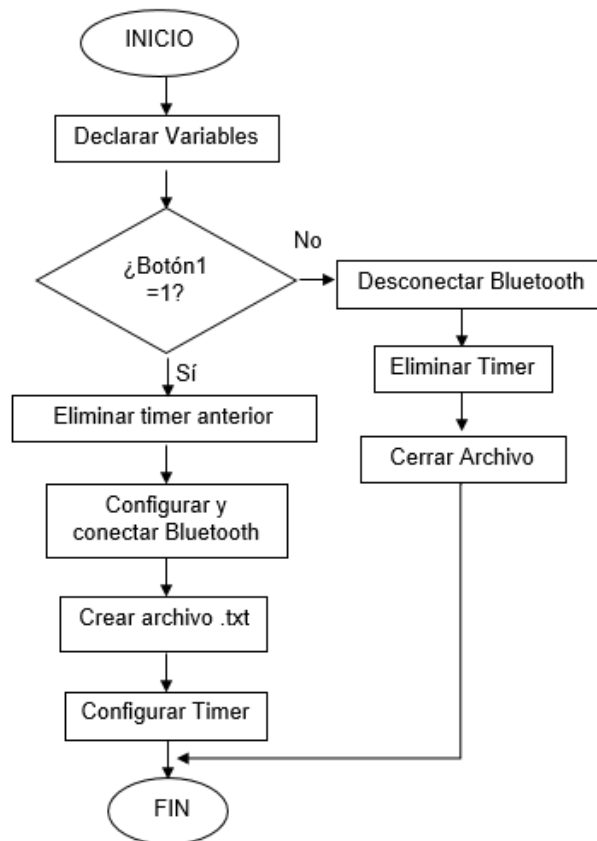 INICIO
Declarar Variables
¿Botón1
=1?
No
Desconectar Bluetooth
Eliminar Timer
Cerrar Archivo
Sí
Eliminar timer anterior
Configurar y
conectar Bluetooth
Crear archivo .txt
Configurar Timer
FIN